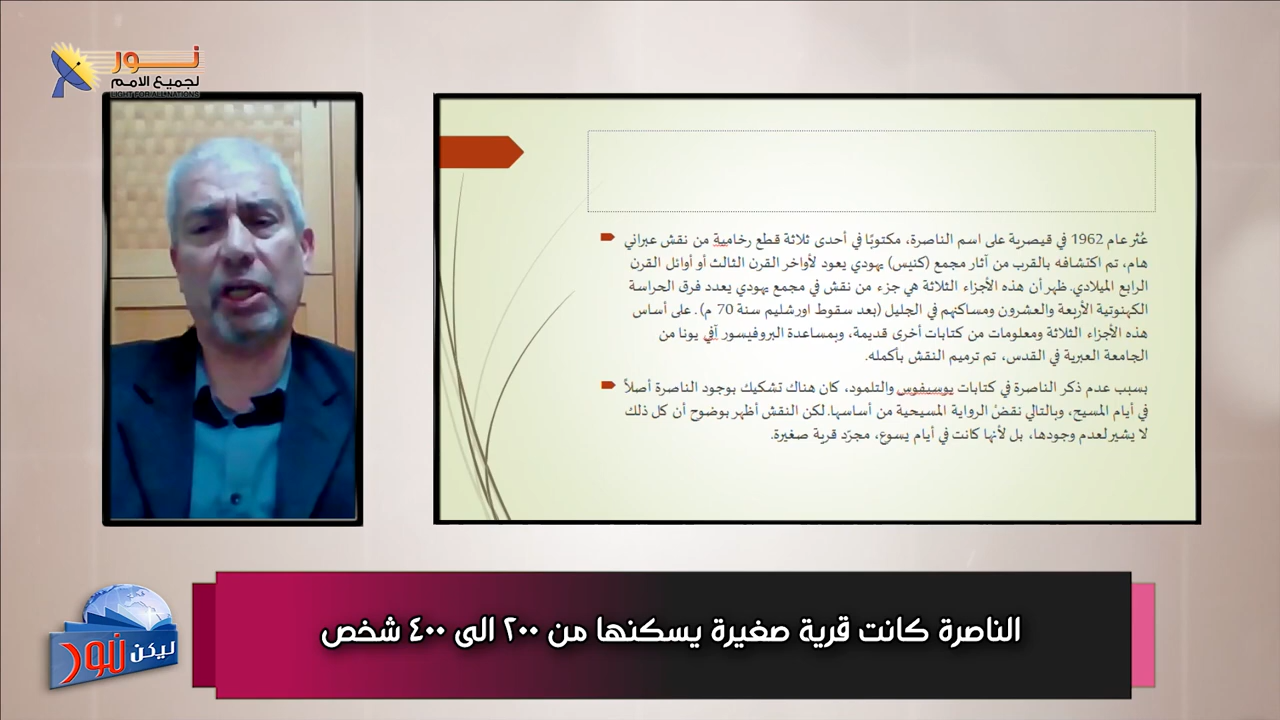 نور
لجميع الامم
LIGHT FOR ALL NATIONS
عُثر عام 1962 في قيصرية على اسم الناصرة، مكتوبًا في أحدى ثلاثة قطع رخامية من نقش عبراني
هام، تم اكتشافه بالقرب من آثار مجمع (كنيس) يهودي يعود لأواخر القرن الثالث أو أوائل القرن
الرابع الميلادي. ظهر أن هذه الأجزاء الثلاثة هي جزء من نقش في مجمع يهودي يعدد فرق الحراسة
الكهنوتية الأربعة والعشرون ومساكنهم في الجليل (بعد سقوط اورشليم سنة 70 م). على أساس
هذه الأجزاء الثلاثة ومعلومات من كتابات أخرى قديمة، وبمساعدة البروفيسور آفي يونا من
الجامعة العبرية في القدس، تم ترميم النقش بأكمله.
بسبب عدم ذكر الناصرة في كتابات يوسيفوس والتلمود، كان هناك تشكيك بوجود الناصرة أصلاً
في أيام المسيح، وبالتالي نقضُ الرواية المسيحية من أساسها. لكن النقش أظهر بوضوح أن كل ذلك
لا يشير لعدم وجودها، بل لأنها كانت في أيام يسوع، مجرّد قرية صغيرة.
الناصرة كانت قرية صغيرة يسكنها من ٢٠٠ الى ٤٠٠ شخص
ليكن نور